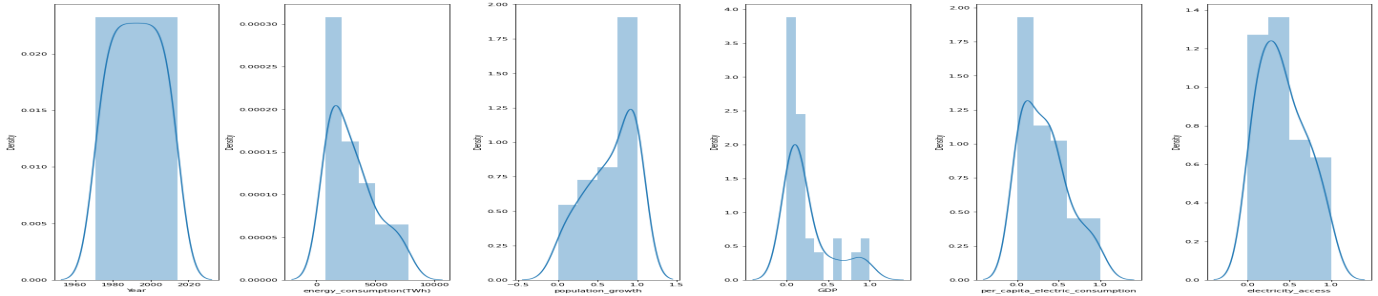 Density
0.020
0.015
0.010
0.005
0.000
1960 1980 2000 2020
Year
Density
0.00030
0.00025
0.00020
0.00015
0.00010
0.00005
0.00000
0 5000 10000
energy_consumption(TWh)
Density
2.00
1.75
1.50
1.25
1.00
0.75
0.50
0.25
0.00
−0.5 0.0 0.5 1.0 1.5
population_growth
Density
4.0
3.5
3.0
2.5
2.0
1.5
1.0
0.5
0.0
0.0 0.5 1.0
GDP
Density
2.00
1.75
1.50
1.25
1.00
0.75
0.50
0.25
0.00
0.0 0.5 1.0
per_capita_electric_consumption
Density
1.4
1.2
1.0
0.8
0.6
0.4
0.2
0.0
0.0 0.5 1.0
electricity_access